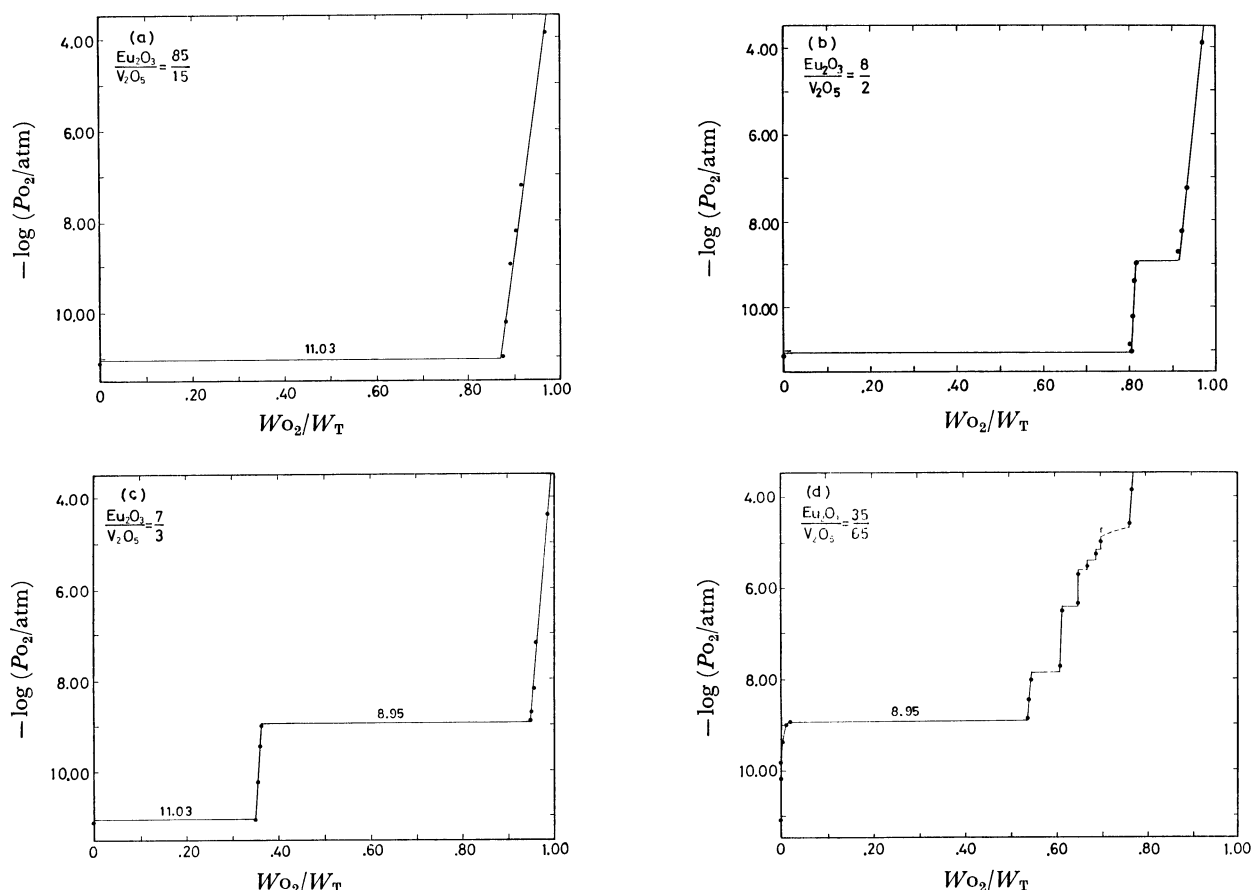 (a)
Eu2O3/V2O5 = 85/15
4.00
6.00
8.00
10.00
11.03
0 .20 .40 .60 .80 1.00
−log (Po2/atm)
Wo2/WT
(b)
Eu2O3/V2O5 = 8/2
4.00
6.00
8.00
10.00
0 .20 .40 .60 .80 1.00
−log (Po2/atm)
Wo2/WT
(c)
Eu2O3/V2O5 = 7/3
4.00
6.00
8.00
10.00
8.95
11.03
0 .20 .40 .60 .80 1.00
−log (Po2/atm)
Wo2/WT
(d)
= 35/65
4.00
6.00
8.00
10.00
8.95
0 .20 .40 .60 .80 1.00
−log (Po2/atm)
Wo2/WT